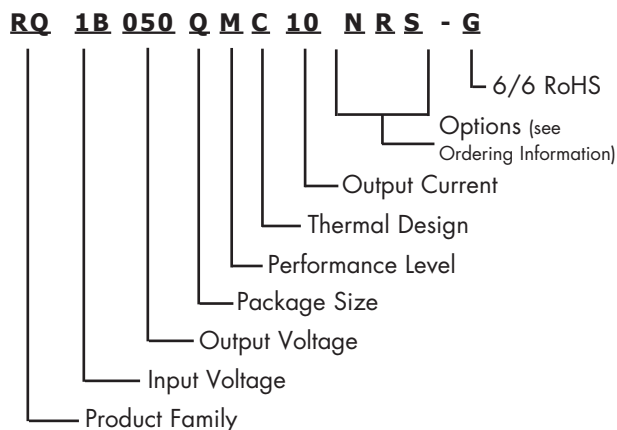 RQ 1B 050 Q M C 10 N R S - G
6/6 RoHS
Options (see
Ordering Information)
Output Current
Thermal Design
Performance Level
Package Size
Output Voltage
Input Voltage
Product Family